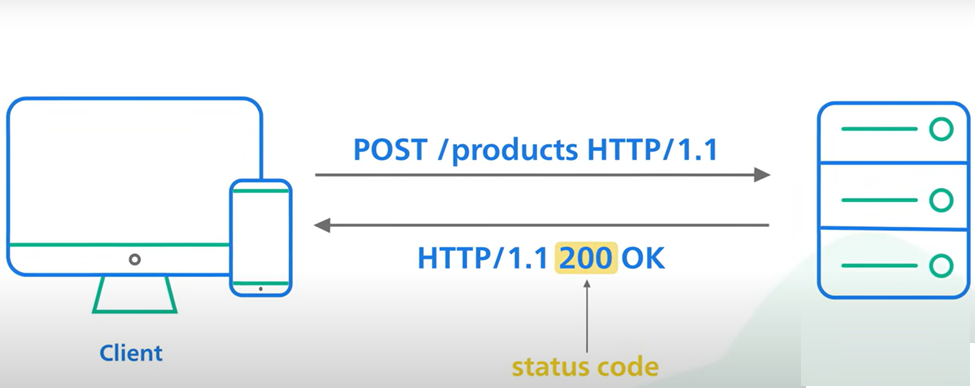 POST /products HTTP/1.1
HTTP/1.1 200 OK
Client
status code